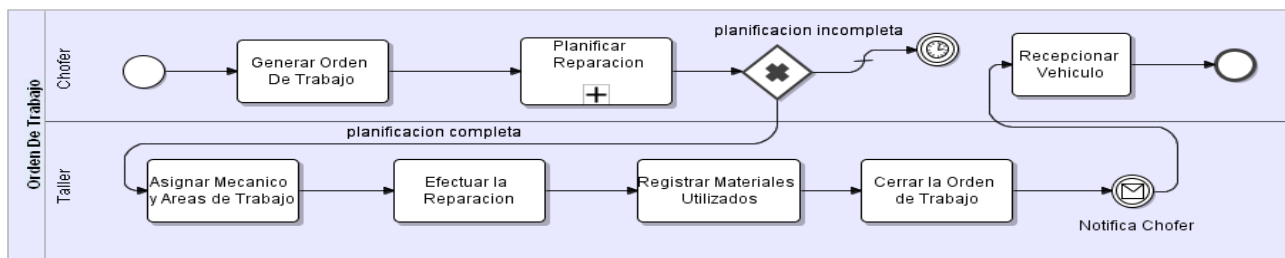 Orden De Trabajo
Chofer
Generar Orden
De Trabajo
Planificar
Reparacion
planificacion incompleta
Recepcionar
Vehiculo
planificacion completa
Taller
Asignar Mecanico
y Areas de Trabajo
Efectuar la
Reparacion
Registrar Materiales
Utilizados
Cerrar la Orden
de Trabajo
Notifica Chofer